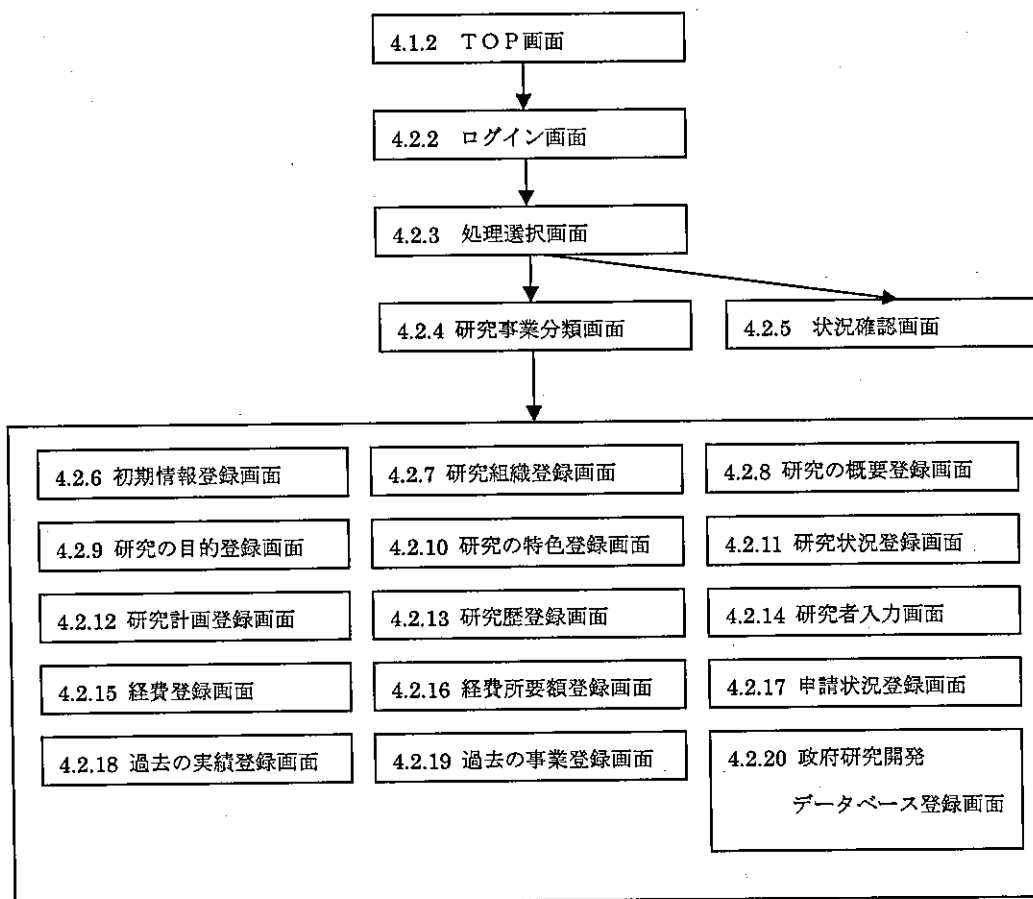 4.1.2 ＴＯＰ画面
4.2.2 ログイン画面
4.2.3 処理選択画面
4.2.4 研究事業分類画面
4.2.5 状況確認画面
4.2.6 初期情報登録画面
4.2.7 研究組織登録画面
4.2.8 研究の概要登録画面
4.2.9 研究の目的登録画面
4.2.10 研究の特色登録画面
4.2.11 研究状況登録画面
4.2.12 研究計画登録画面
4.2.13 研究歴登録画面
4.2.14 研究者入力画面
4.2.15 経費登録画面
4.2.16 経費所要額登録画面
4.2.17 申請状況登録画面
4.2.18 過去の実績登録画面
4.2.19 過去の事業登録画面
4.2.20 政府研究開発
データベース登録画面